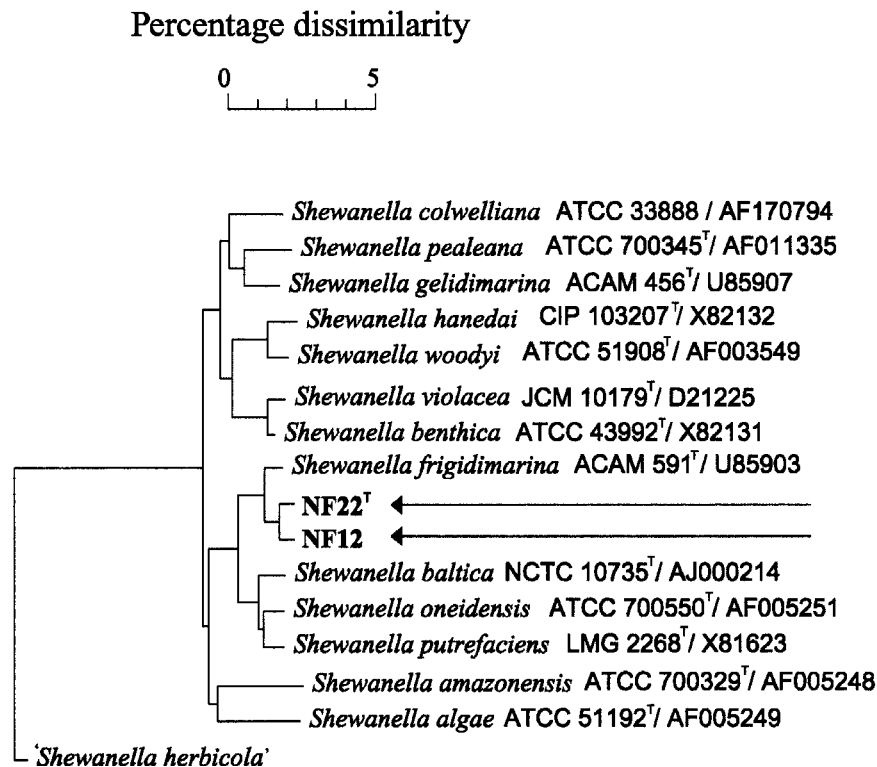 Percentage dissimilarity
0 5
Shewanella colwelliana ATCC 33888 / AF170794
Shewanella pealeana ATCC 700345ᵀ/ AF011335
Shewanella gelidimarina ACAM 456ᵀ/ U85907
Shewanella hanedai CIP 103207ᵀ/ X82132
Shewanella woodyi ATCC 51908ᵀ/ AF003549
Shewanella violacea JCM 10179ᵀ/ D21225
Shewanella benthica ATCC 43992ᵀ/ X82131
Shewanella frigidimarina ACAM 591ᵀ/ U85903
NF22ᵀ
NF12
Shewanella baltica NCTC 10735ᵀ/ AJ000214
Shewanella oneidensis ATCC 700550ᵀ/ AF005251
Shewanella putrefaciens LMG 2268ᵀ/ X81623
Shewanella amazonensis ATCC 700329ᵀ/ AF005248
Shewanella algae ATCC 51192ᵀ/ AF005249
'Shewanella herbicola'